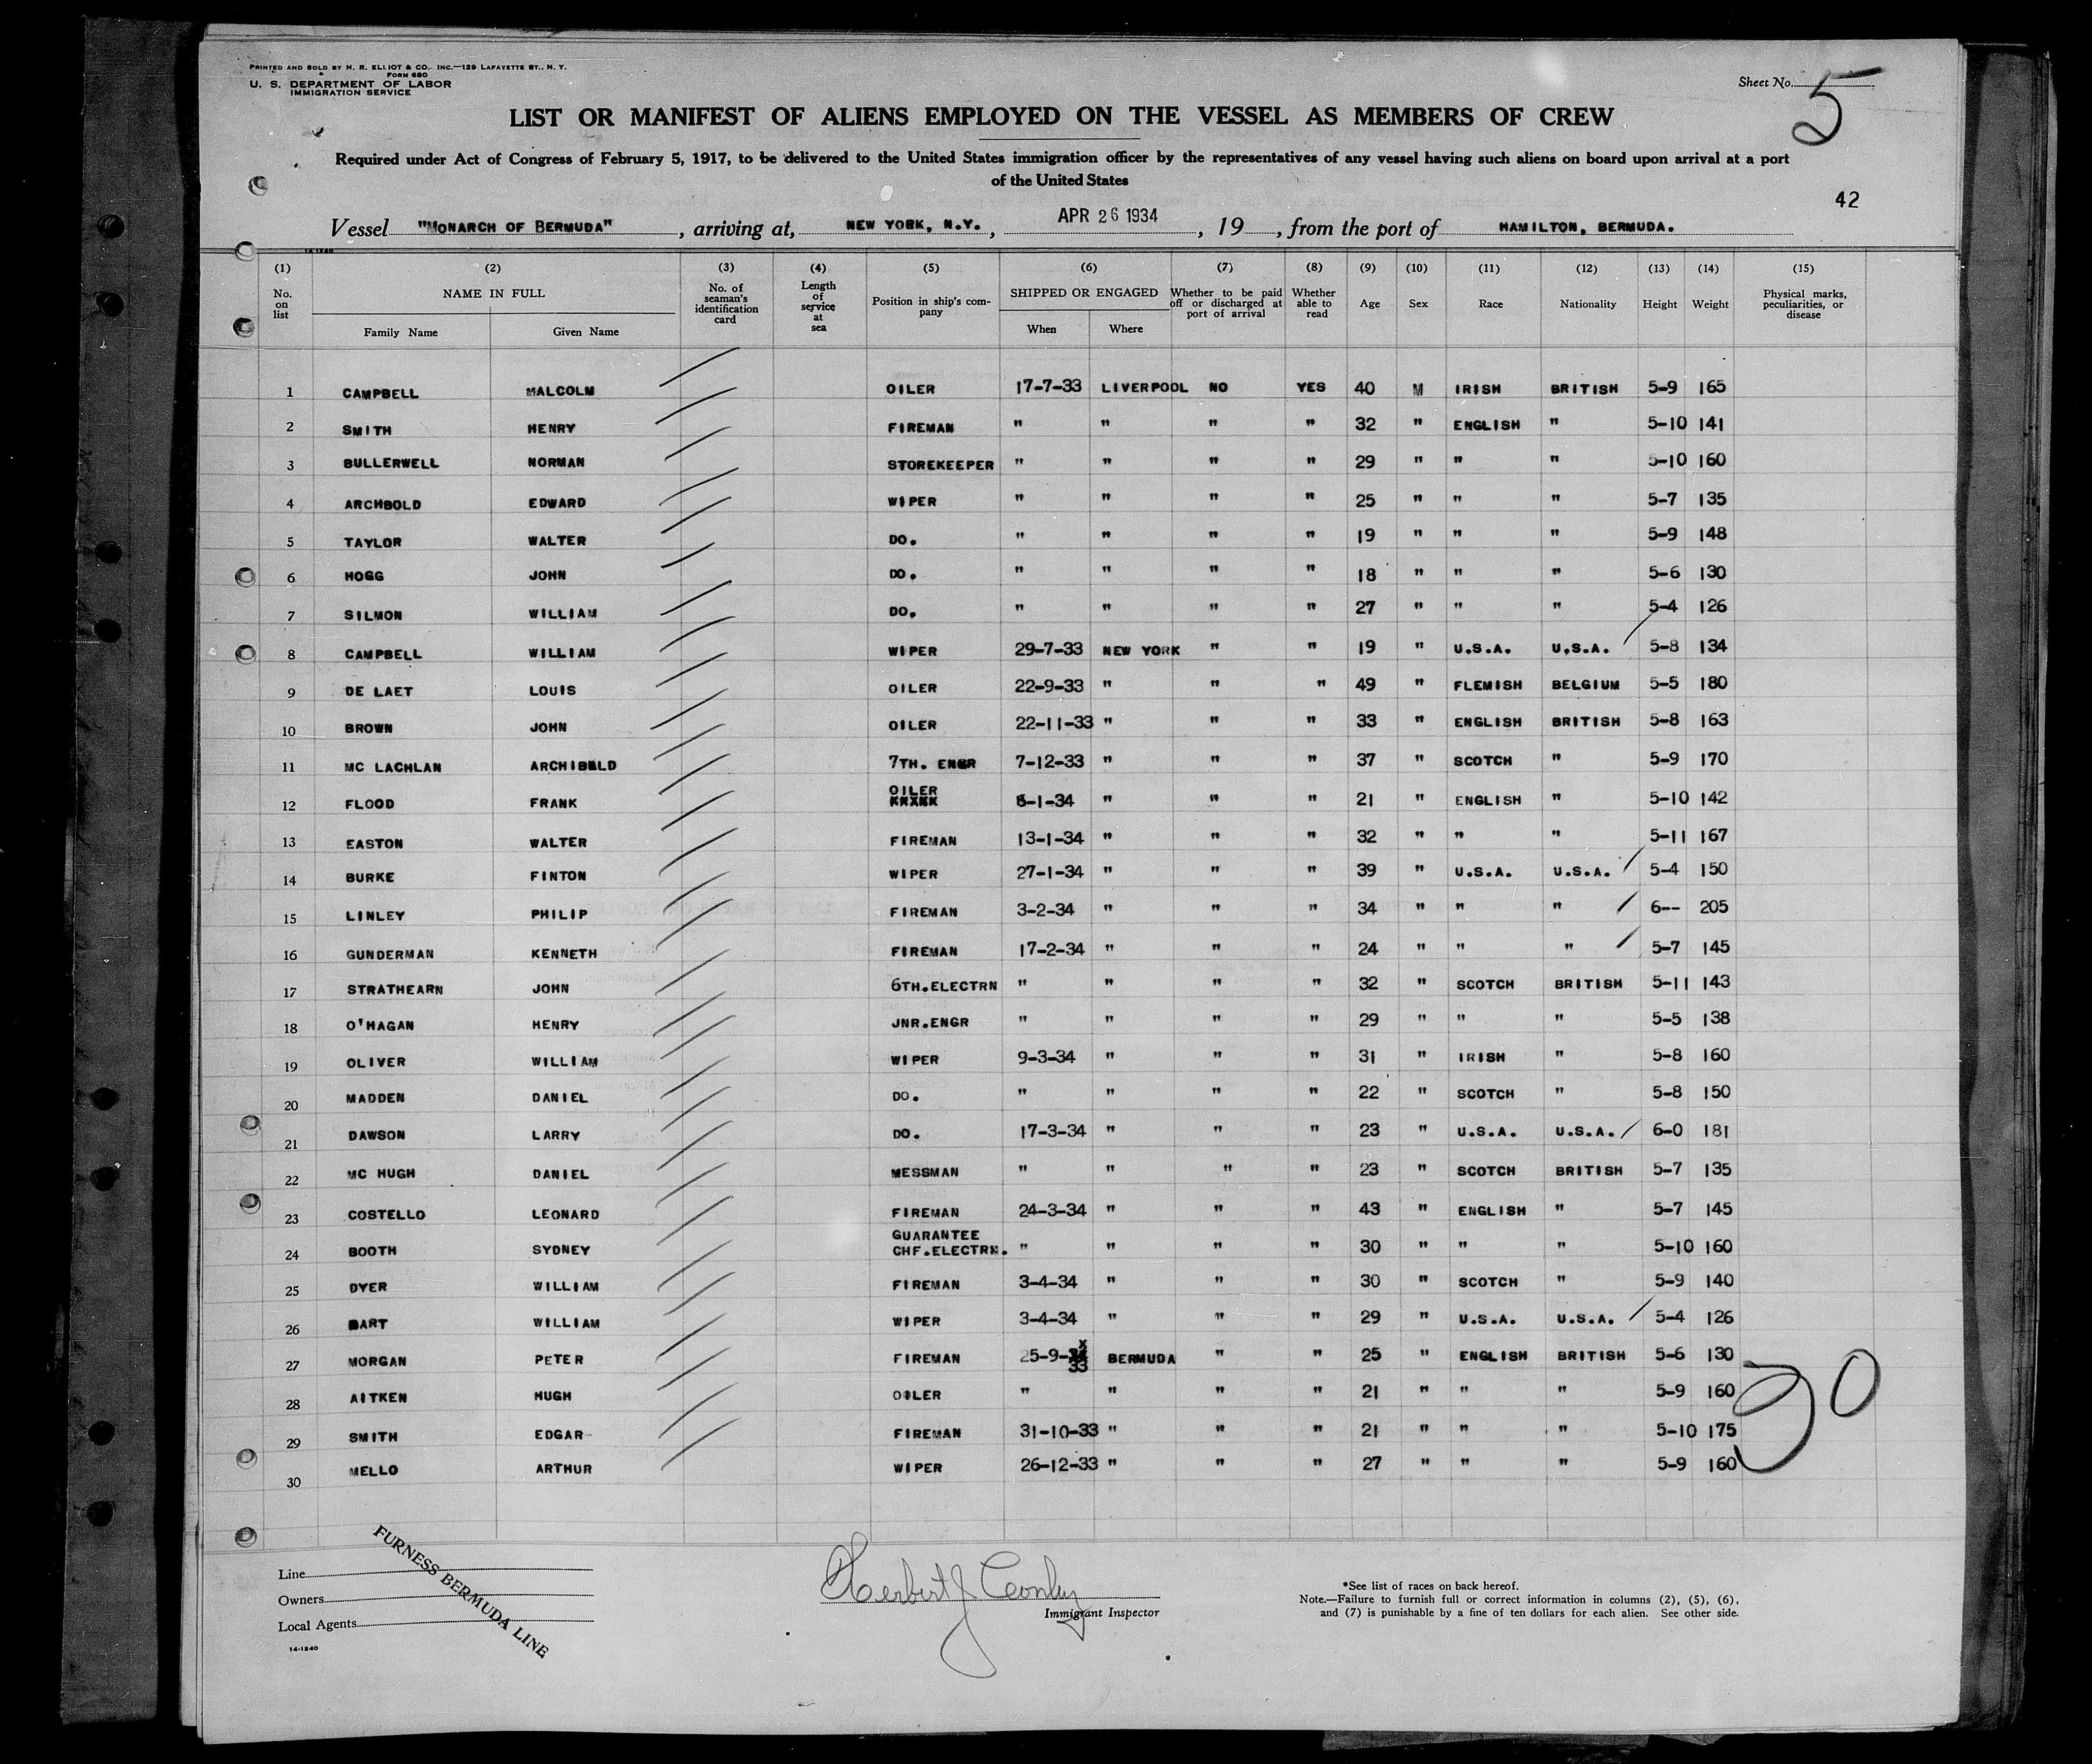 PRINTED AND SOLD BY H. R. ELLIOT & CO. INC.—129 LAFAYETTE ST., N. Y.
FORM 680
U. S. DEPARTMENT OF LABOR
IMMIGRATION SERVICE
Sheet No. 5
LIST OR MANIFEST OF ALIENS EMPLOYED ON THE VESSEL AS MEMBERS OF CREW
Required under Act of Congress of February 5, 1917, to be delivered to the United States immigration officer by the representatives of any vessel having such aliens on board upon arrival at a port
of the United States
42
Vessel "MONARCH OF BERMUDA", arriving at, NEW YORK, N.Y., APR 26 1934, 19, from the port of HAMILTON, BERMUDA.
14-1240
(1) (2) (3) (4) (5) (6) (7) (8) (9) (10) (11) (12) (13) (14) (15)
No. on list NAME IN FULL Family Name Given Name No. of seaman's identification card Length of service at sea Position in ship's company SHIPPED OR ENGAGED When Where Whether to be paid off or discharged at port of arrival Whether able to read Age Sex Race Nationality Height Weight Physical marks, peculiarities, or disease
1 CAMPBELL MALCOLM OILER 17-7-33 LIVERPOOL NO YES 40 M IRISH BRITISH 5-9 165
2 SMITH HENRY FIREMAN " " " " 32 " ENGLISH " 5-10 141
3 BULLERWELL NORMAN STOREKEEPER " " " " 29 " " " 5-10 160
4 ARCHBOLD EDWARD WIPER " " " " 25 " " " 5-7 135
5 TAYLOR WALTER DO. " " " " 19 " " " 5-9 148
6 HOGG JOHN DO. " " " " 18 " " " 5-6 130
7 SILMON WILLIAM DO. " " " " 27 " " " 5-4 126
8 CAMPBELL WILLIAM WIPER 29-7-33 NEW YORK " " 19 " U.S.A. U.S.A. 5-8 134
9 DE LAET LOUIS OILER 22-9-33 " " " 49 " FLEMISH BELGIUM 5-5 180
10 BROWN JOHN OILER 22-11-33 " " " 33 " ENGLISH BRITISH 5-8 163
11 MC LACHLAN ARCHIBALD 7TH. ENGR 7-12-33 " " " 37 " SCOTCH " 5-9 170
12 FLOOD FRANK OILER 6-1-34 " " " 21 " ENGLISH " 5-10 142
13 EASTON WALTER FIREMAN 13-1-34 " " " 32 " " " 5-11 167
14 BURKE FINTON WIPER 27-1-34 " " " 39 " U.S.A. U.S.A. 5-4 150
15 LINLEY PHILIP FIREMAN 3-2-34 " " " 34 " " " 6-- 205
16 GUNDERMAN KENNETH FIREMAN 17-2-34 " " " 24 " " " 5-7 145
17 STRATHEARN JOHN 6TH.ELECTRN " " " " 32 " SCOTCH BRITISH 5-11 143
18 O'HAGAN HENRY JNR.ENGR " " " " 29 " " " 5-5 138
19 OLIVER WILLIAM WIPER 9-3-34 " " " 31 " IRISH " 5-8 160
20 MADDEN DANIEL DO. " " " " 22 " SCOTCH " 5-8 150
21 DAWSON LARRY DO. 17-3-34 " " " 23 " U.S.A. U.S.A. 6-0 181
22 MC HUGH DANIEL MESSMAN " " " " 23 " SCOTCH BRITISH 5-7 135
23 COSTELLO LEONARD FIREMAN 24-3-34 " " " 43 " ENGLISH " 5-7 145
24 BOOTH SYDNEY GUARANTEE CHF.ELECTRN. " " " " 30 " " " 5-10 160
25 DYER WILLIAM FIREMAN 3-4-34 " " " 30 " SCOTCH " 5-9 140
26 BART WILLIAM WIPER 3-4-34 " " " 29 " U.S.A. U.S.A. 5-4 126
27 MORGAN PETER FIREMAN 25-9-33 BERMUDA " " 25 " ENGLISH BRITISH 5-6 130
28 AITKEN HUGH OILER " " " " 21 " " " 5-9 160
29 SMITH EDGAR FIREMAN 31-10-33 " " " 21 " " " 5-10 175
30 MELLO ARTHUR WIPER 26-12-33 " " " 27 " " " 5-9 160
30
Line
Owners
Local Agents
FURNESS BERMUDA LINE
14-1240
Immigrant Inspector
*See list of races on back hereof.
Note.—Failure to furnish full or correct information in columns (2), (5), (6),
and (7) is punishable by a fine of ten dollars for each alien. See other side.